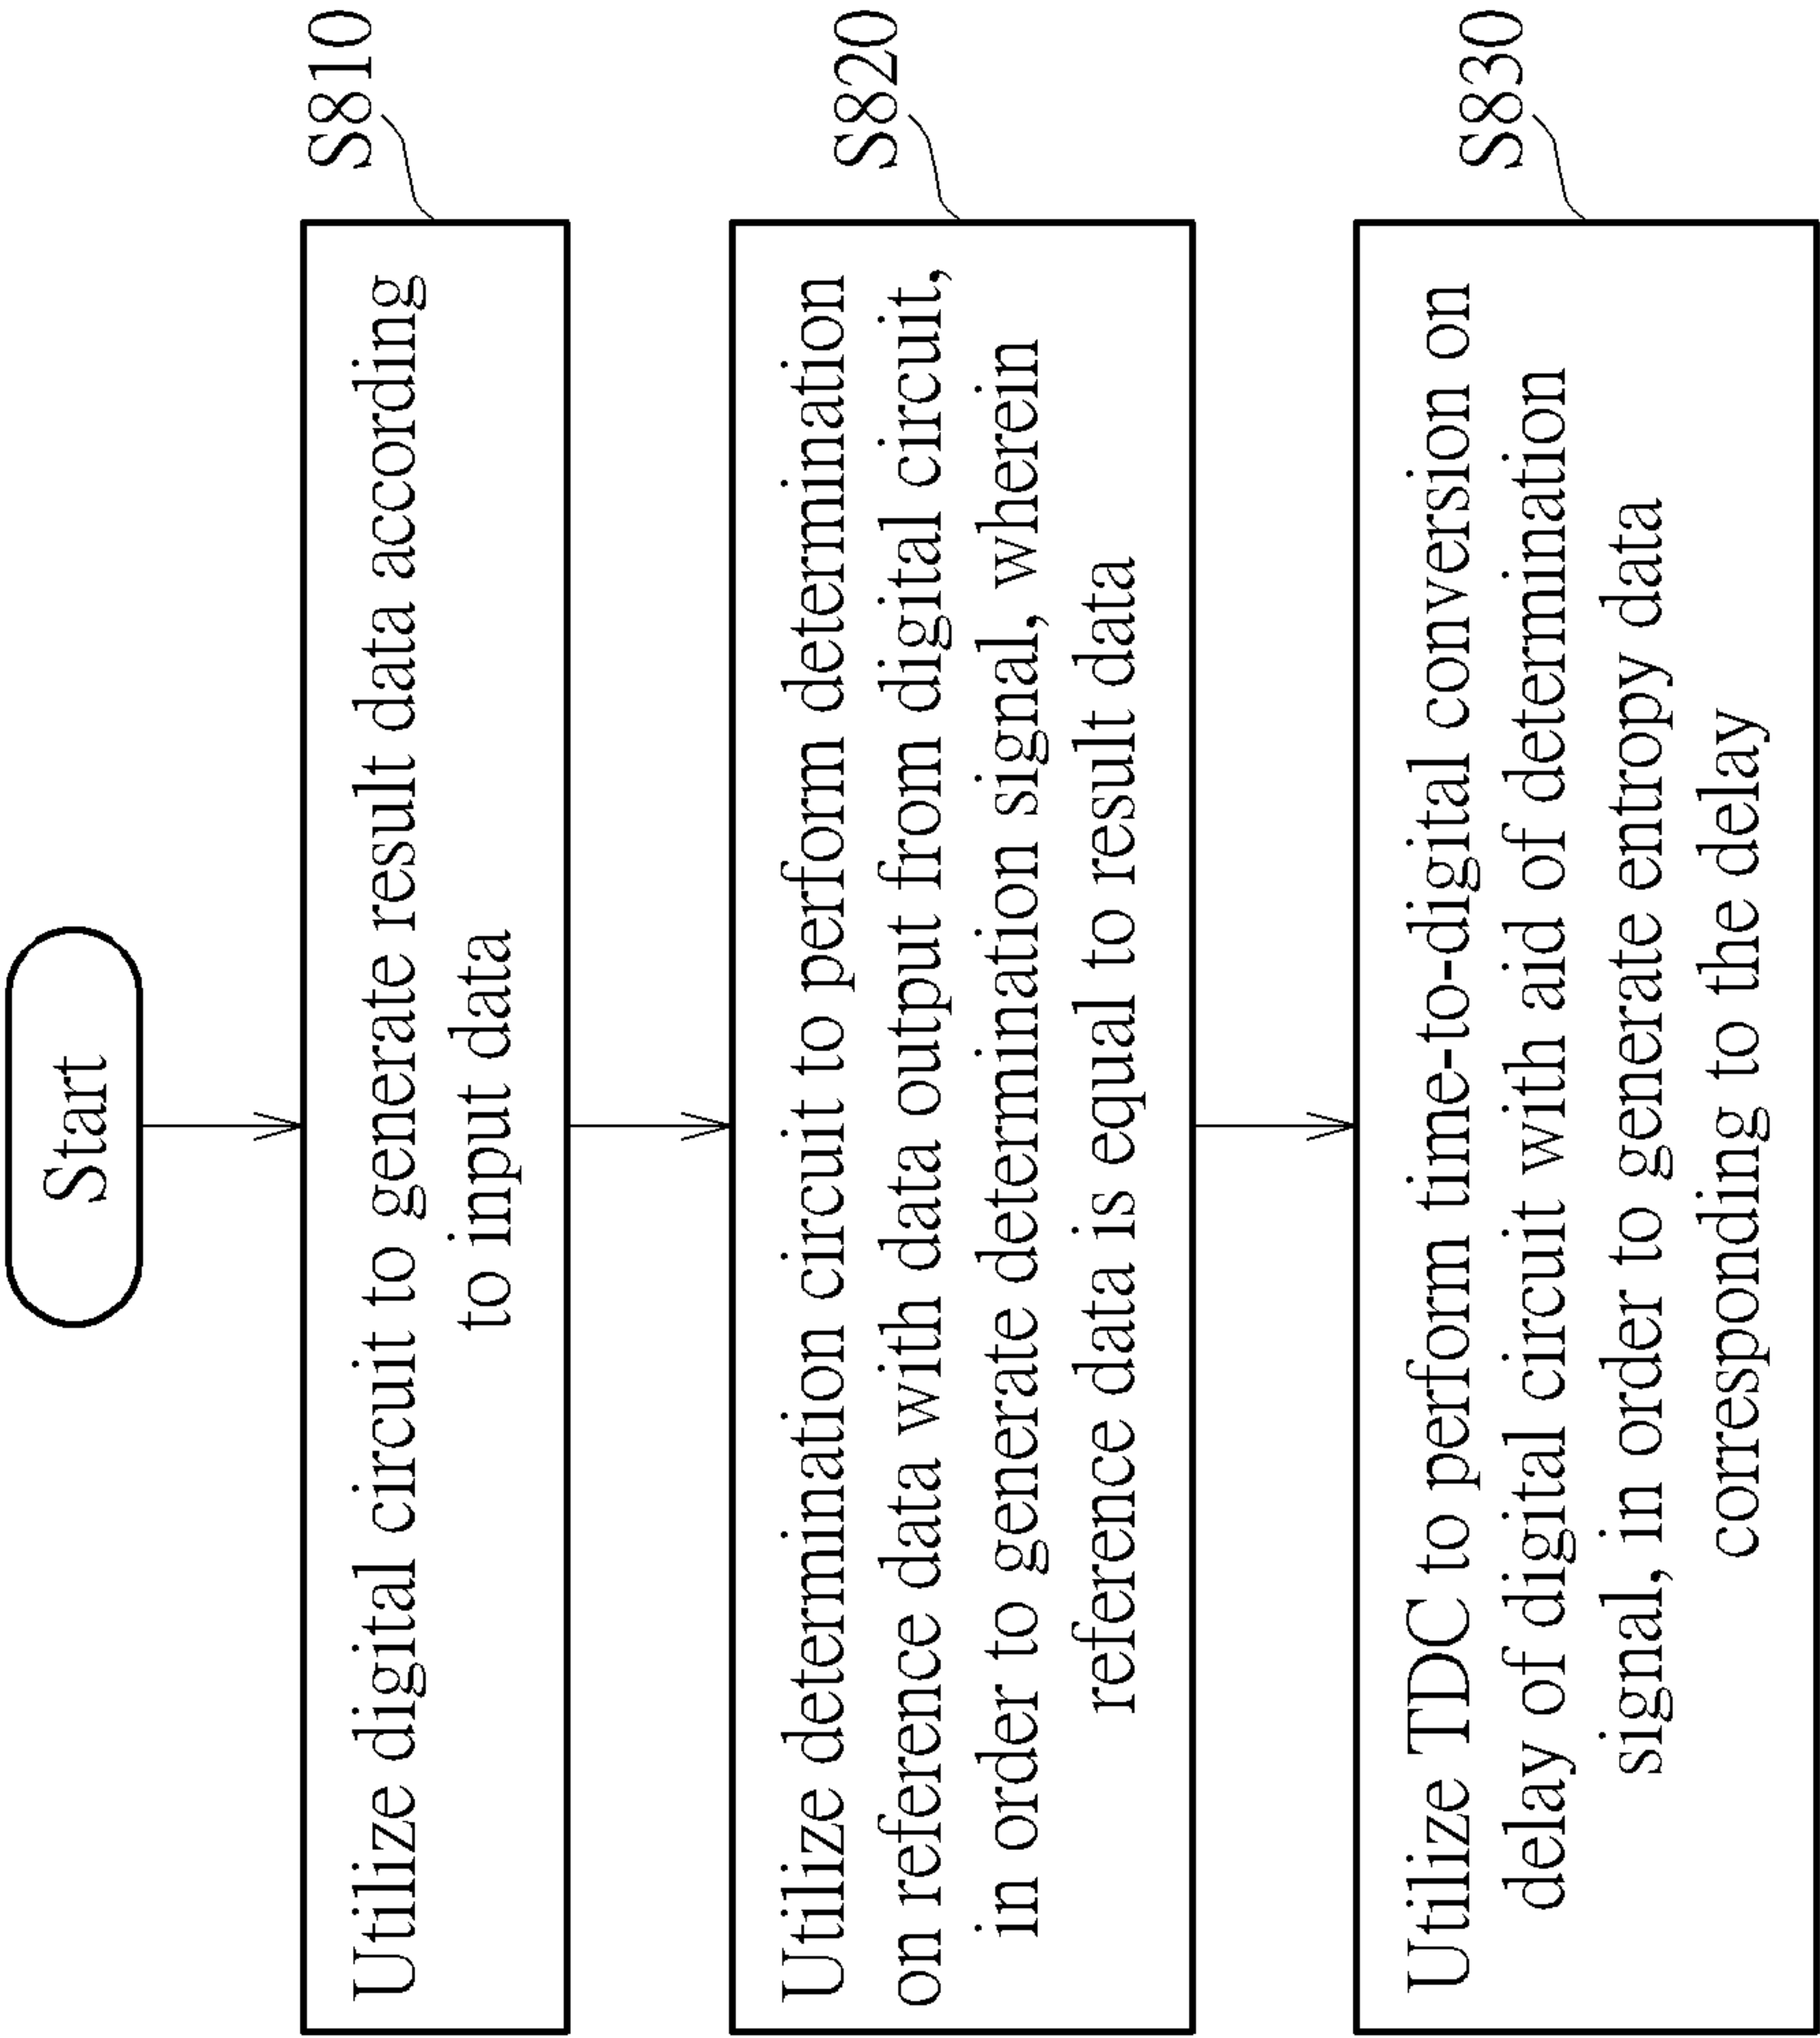 Start
S810
Utilize digital circuit to generate result data according
to input data
S820
Utilize determination circuit to perform determination
on reference data with data output from digital circuit,
in order to generate determination signal, wherein
reference data is equal to result data
S830
Utilize TDC to perform time-to-digital conversion on
delay of digital circuit with aid of determination
signal, in order to generate entropy data
corresponding to the delay